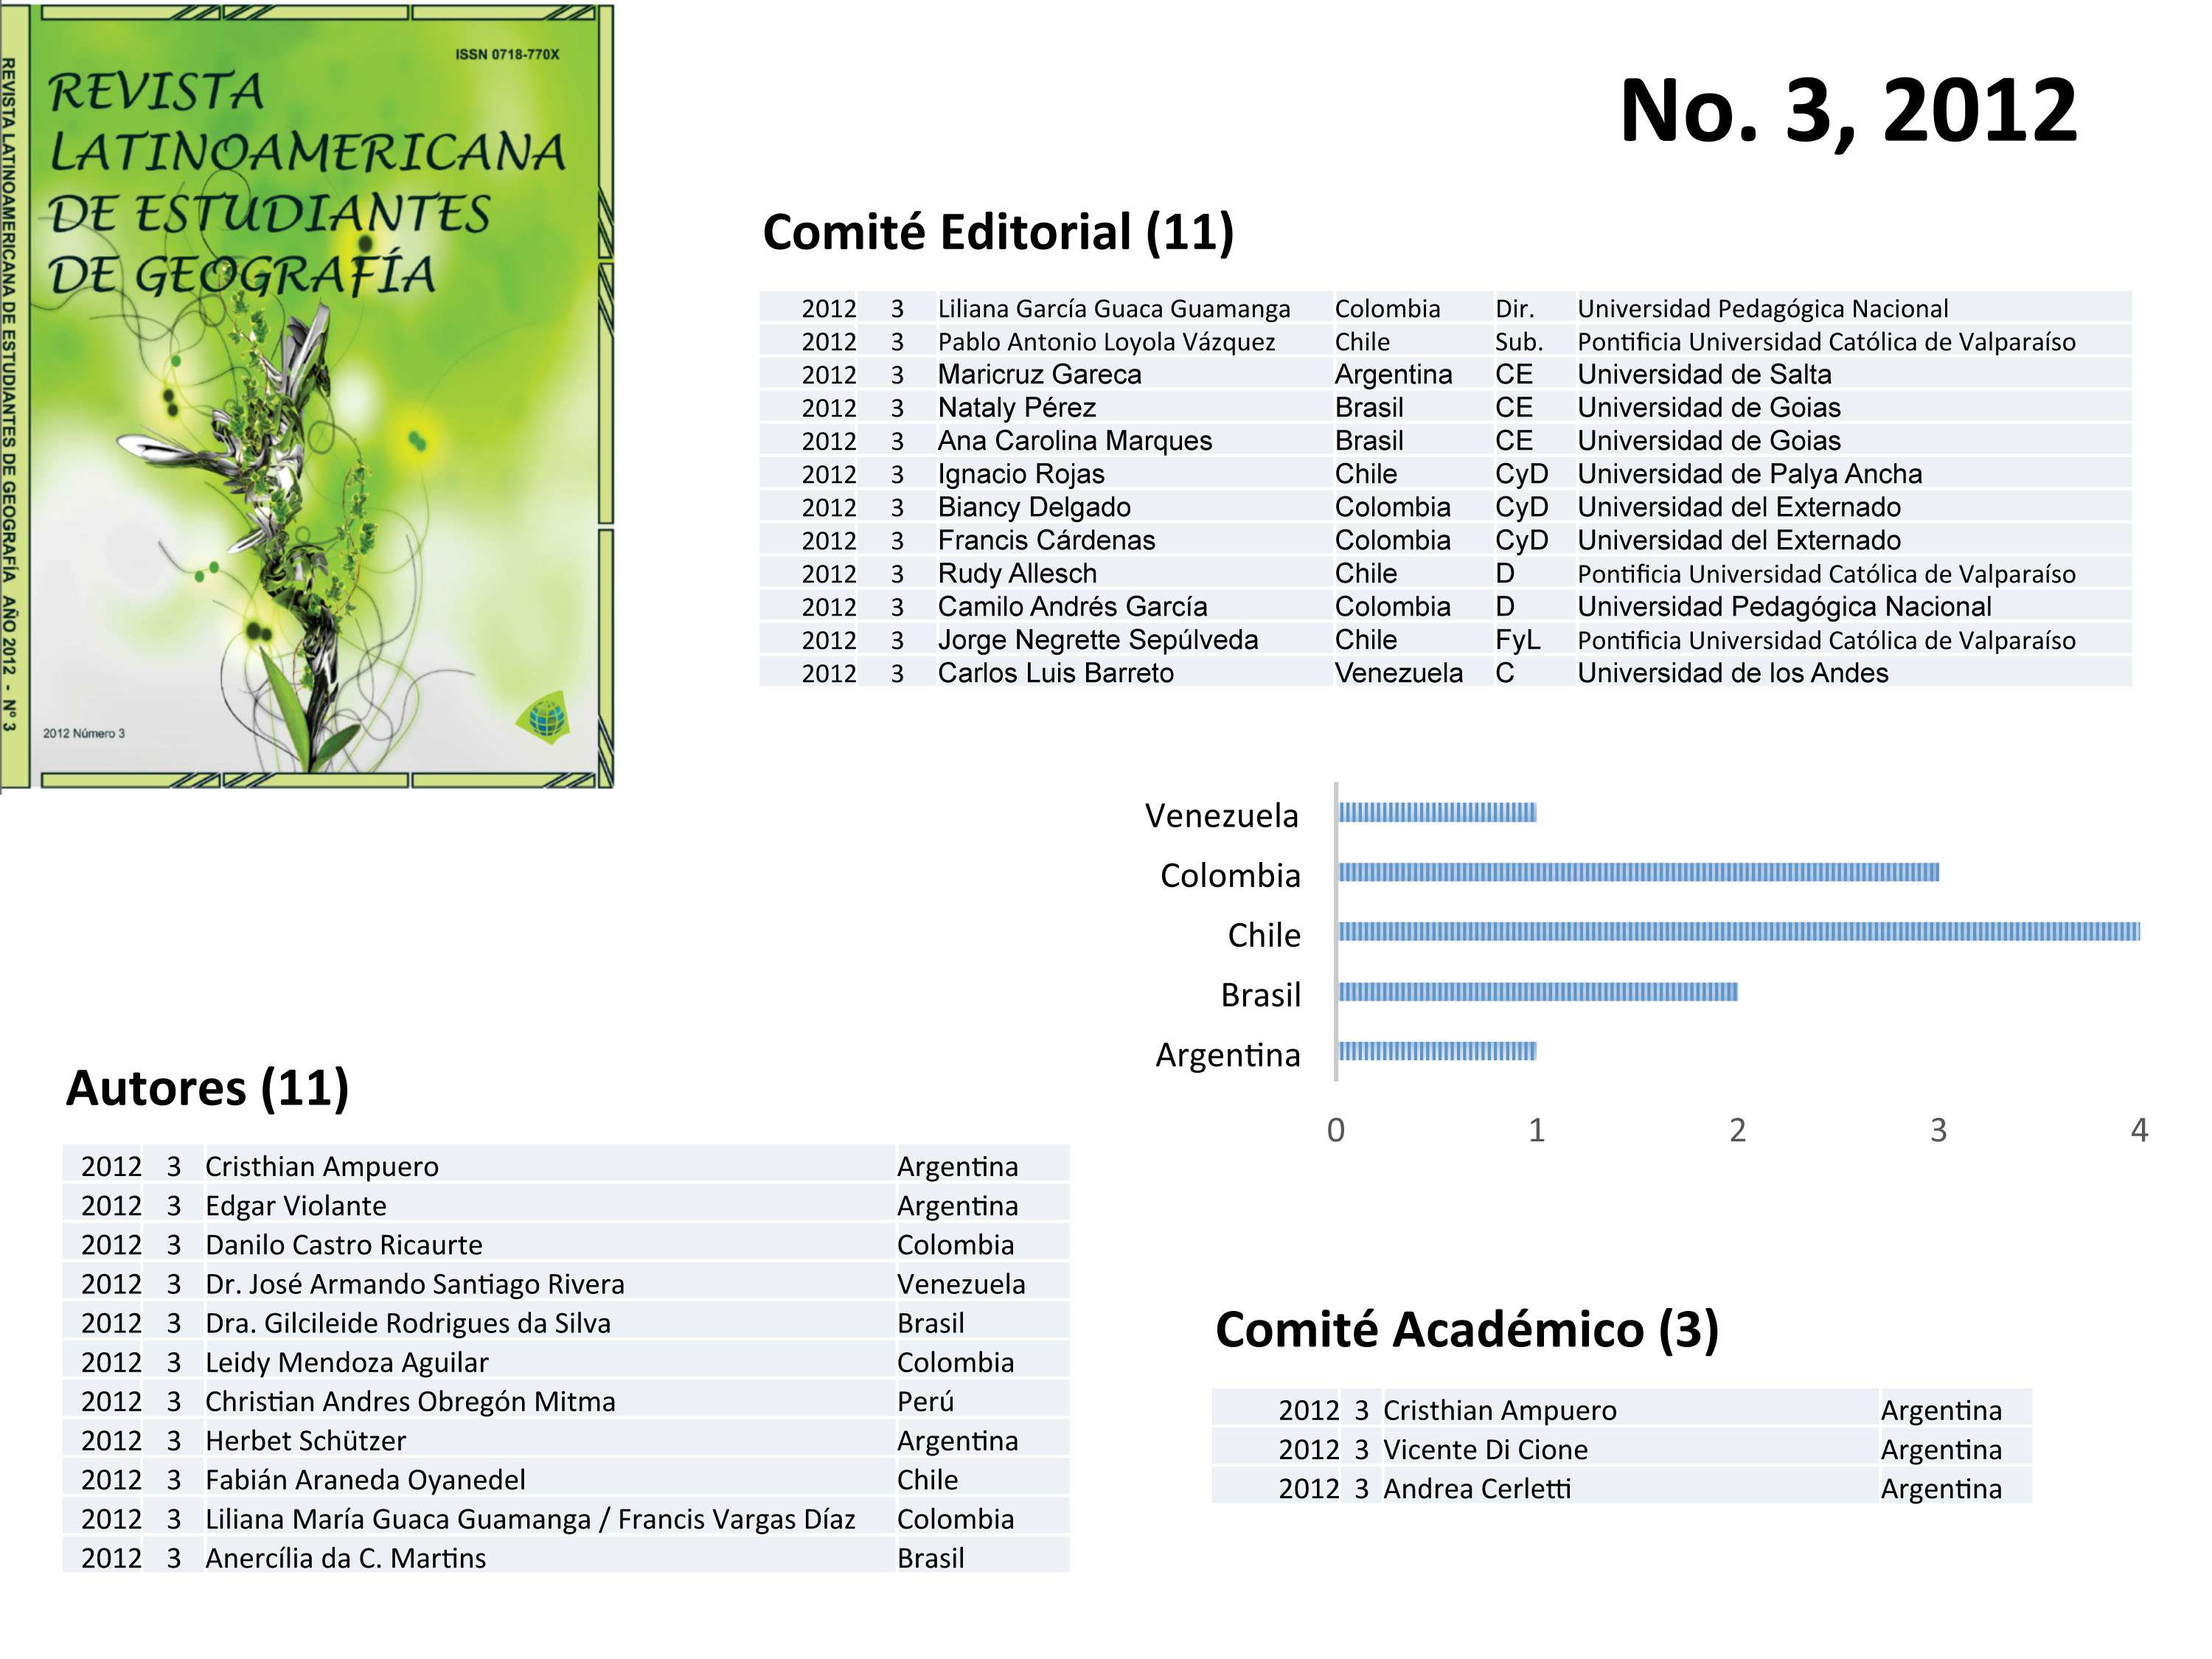 REVISTA LATINOAMERICANA DE ESTUDIANTES DE GEOGRAFÍA AÑO 2012 - Nº 3
ISSN 0718-770X
REVISTA
LATINOAMERICANA
DE ESTUDIANTES
DE GEOGRAFÍA
2012 Número 3
No. 3, 2012
Comité Editorial (11)
2012 3 Liliana García Guaca Guamanga Colombia Dir. Universidad Pedagógica Nacional
2012 3 Pablo Antonio Loyola Vázquez Chile Sub. Pontificia Universidad Católica de Valparaíso
2012 3 Maricruz Gareca Argentina CE Universidad de Salta
2012 3 Nataly Pérez Brasil CE Universidad de Goias
2012 3 Ana Carolina Marques Brasil CE Universidad de Goias
2012 3 Ignacio Rojas Chile CyD Universidad de Palya Ancha
2012 3 Biancy Delgado Colombia CyD Universidad del Externado
2012 3 Francis Cárdenas Colombia CyD Universidad del Externado
2012 3 Rudy Allesch Chile D Pontificia Universidad Católica de Valparaíso
2012 3 Camilo Andrés García Colombia D Universidad Pedagógica Nacional
2012 3 Jorge Negrette Sepúlveda Chile FyL Pontificia Universidad Católica de Valparaíso
2012 3 Carlos Luis Barreto Venezuela C Universidad de los Andes
Venezuela
Colombia
Chile
Brasil
Argentina
0 1 2 3 4
Autores (11)
2012 3 Cristhian Ampuero Argentina
2012 3 Edgar Violante Argentina
2012 3 Danilo Castro Ricaurte Colombia
2012 3 Dr. José Armando Santiago Rivera Venezuela
2012 3 Dra. Gilcileide Rodrigues da Silva Brasil
2012 3 Leidy Mendoza Aguilar Colombia
2012 3 Christian Andres Obregón Mitma Perú
2012 3 Herbet Schützer Argentina
2012 3 Fabián Araneda Oyanedel Chile
2012 3 Liliana María Guaca Guamanga / Francis Vargas Díaz Colombia
2012 3 Anercília da C. Martins Brasil
Comité Académico (3)
2012 3 Cristhian Ampuero Argentina
2012 3 Vicente Di Cione Argentina
2012 3 Andrea Cerletti Argentina